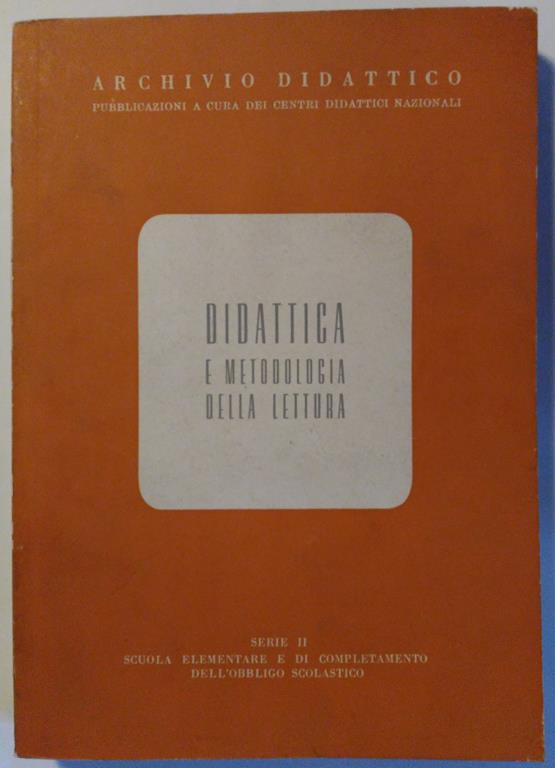 ARCHIVIO DIDATTICO
PUBBLICAZIONI A CURA DEI CENTRI DIDATTICI NAZIONALI
DIDATTICA
E METODOLOGIA
DELLA LETTURA
SERIE II
SCUOLA ELEMENTARE E DI COMPLETAMENTO
DELL'OBBLIGO SCOLASTICO